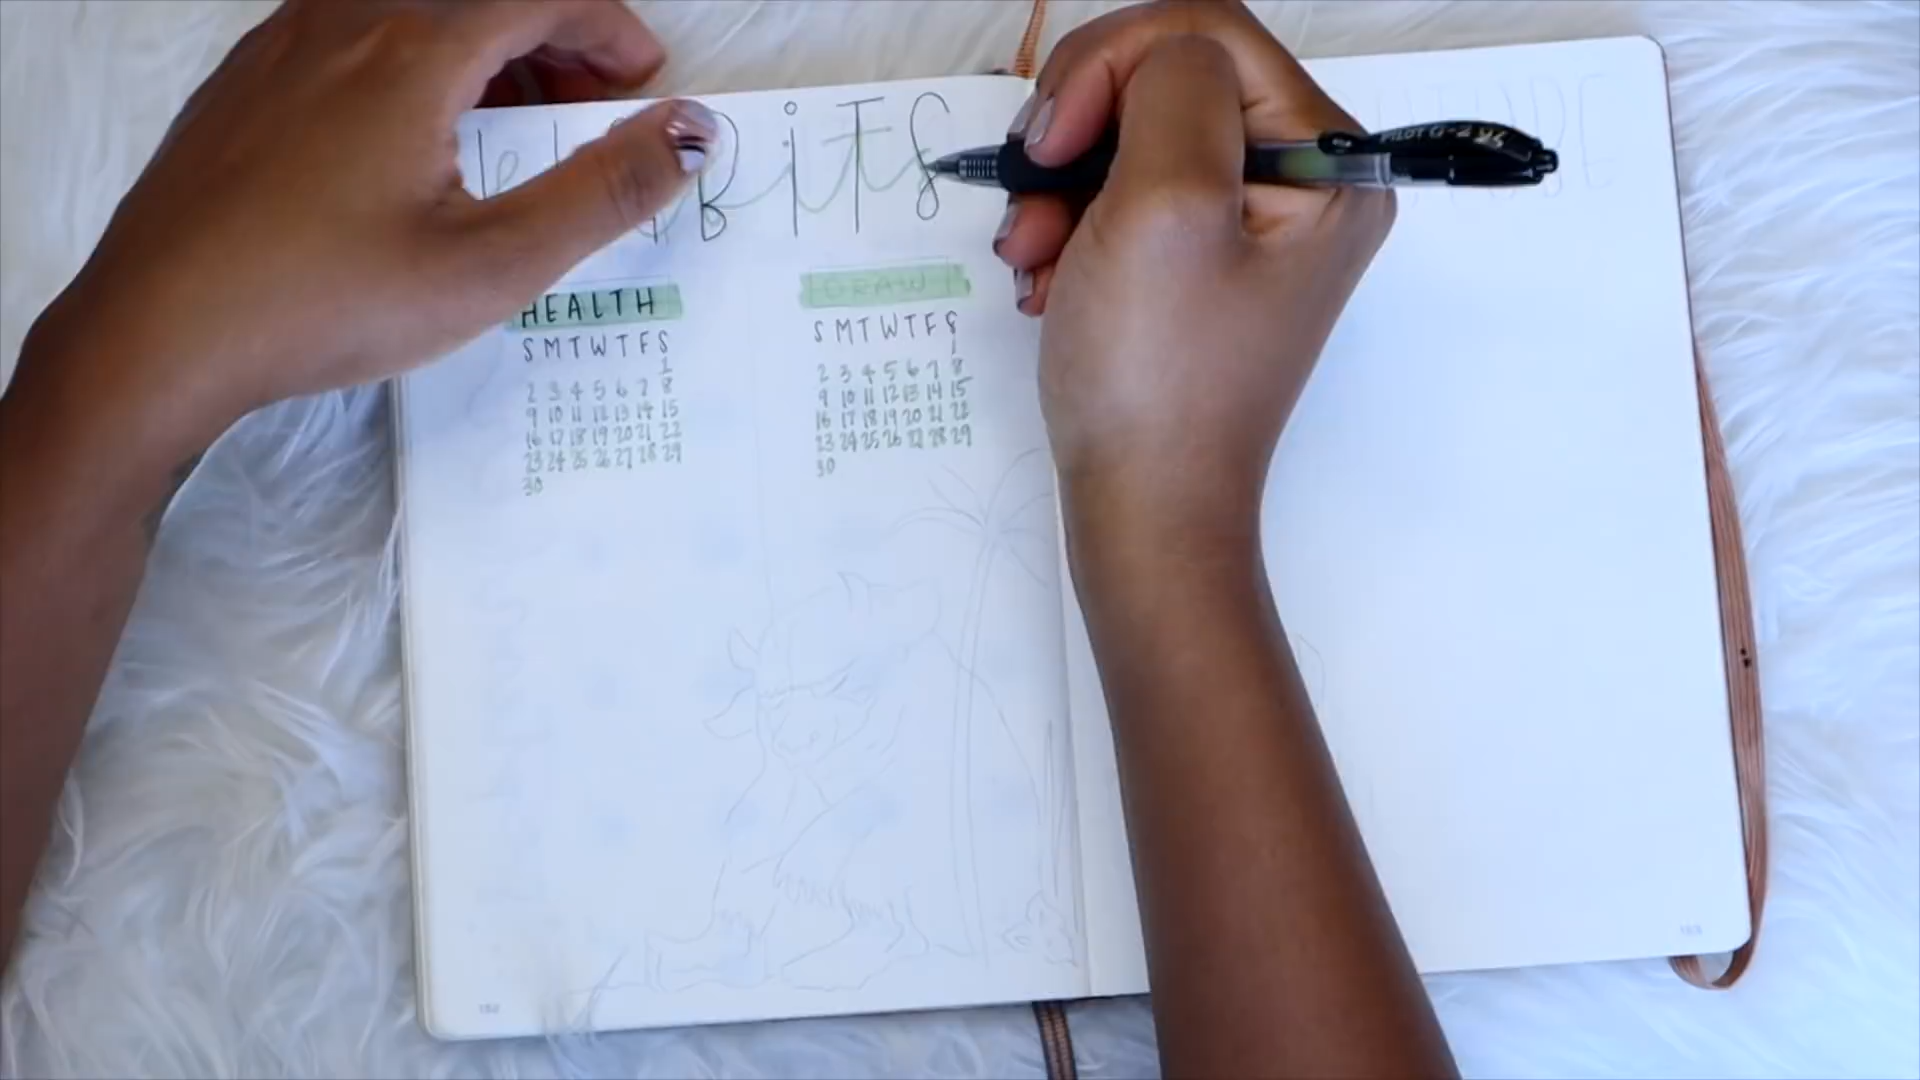 HABITS
HEALTH
S M T W T F S
1
2 3 4 5 6 7 8
9 10 11 12 13 14 15
16 17 18 19 20 21 22
23 24 25 26 27 28 29
30
DRAW
S M T W T F S
1
2 3 4 5 6 7 8
9 10 11 12 13 14 15
16 17 18 19 20 21 22
23 24 25 26 27 28 29
30
PILOT G-2
162
163